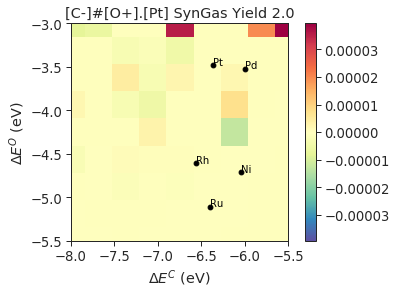 [C-]#[O+].[Pt] SynGas Yield 2.0
−3.0
−3.5
−4.0
−4.5
−5.0
−5.5
ΔE^O (eV)
Pt
Pd
Rh
Ni
Ru
−8.0 −7.5 −7.0 −6.5 −6.0 −5.5
ΔE^C (eV)
0.00003
0.00002
0.00001
0.00000
−0.00001
−0.00002
−0.00003